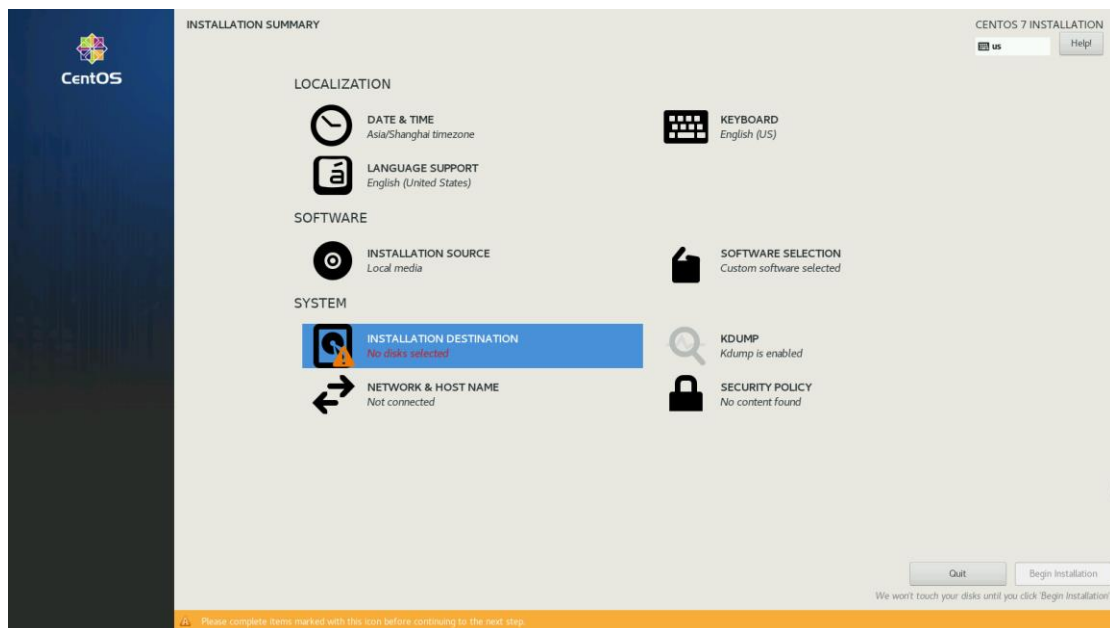 INSTALLATION SUMMARY
CENTOS 7 INSTALLATION
us
Help!
CentOS
LOCALIZATION
DATE & TIME
Asia/Shanghai timezone
KEYBOARD
English (US)
LANGUAGE SUPPORT
English (United States)
SOFTWARE
INSTALLATION SOURCE
Local media
SOFTWARE SELECTION
Custom software selected
SYSTEM
INSTALLATION DESTINATION
No disks selected
KDUMP
Kdump is enabled
NETWORK & HOST NAME
Not connected
SECURITY POLICY
No content found
Quit
Begin Installation
We won't touch your disks until you click 'Begin Installation'
Please complete items marked with this icon before continuing to the next step.